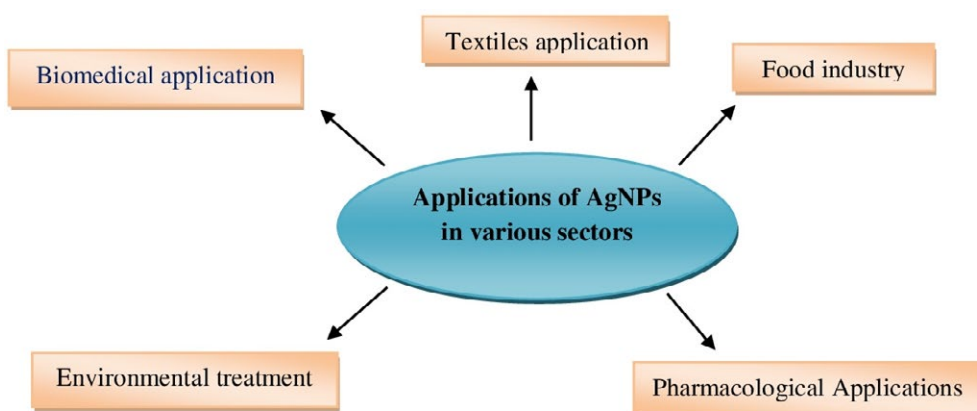 Textiles application
Biomedical application
Food industry
Applications of AgNPs
in various sectors
Environmental treatment
Pharmacological Applications